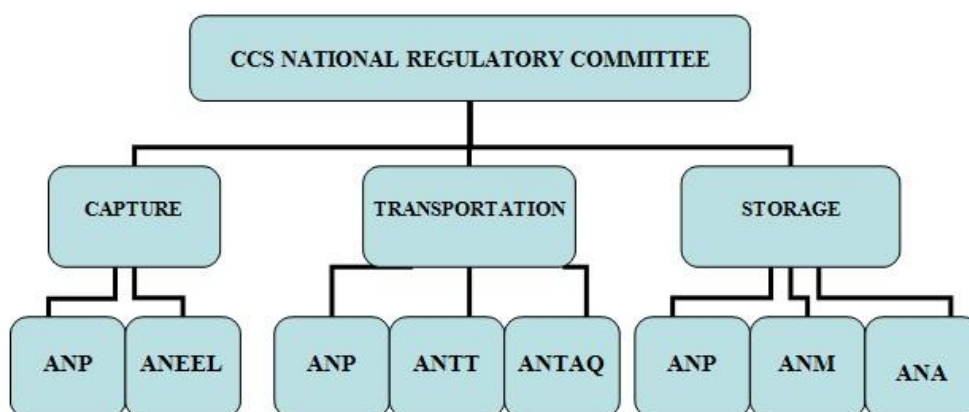 CCS NATIONAL REGULATORY COMMITTEE
CAPTURE
TRANSPORTATION
STORAGE
ANP
ANEEL
ANP
ANTT
ANTAQ
ANP
ANM
ANA